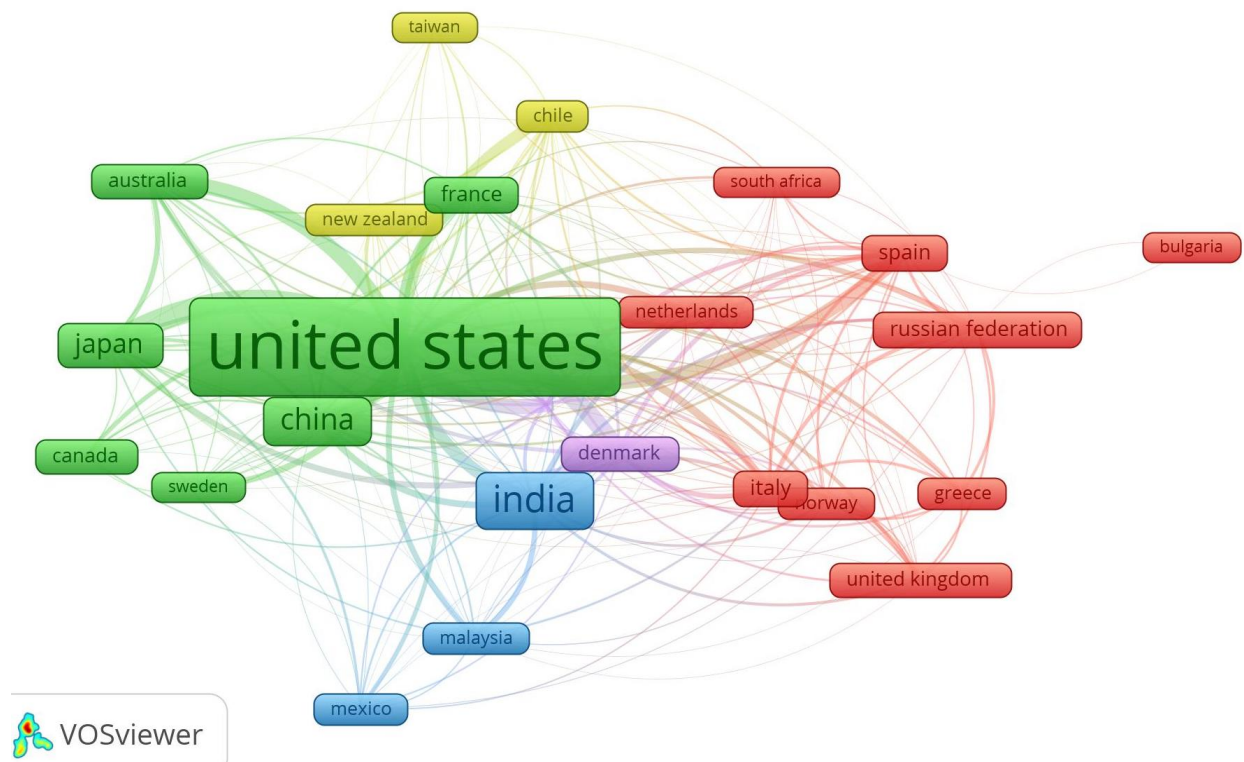 taiwan
chile
australia
south africa
france
new zealand
spain
bulgaria
netherlands
russian federation
united states
japan
china
canada
denmark
sweden
italy
norway
greece
india
united kingdom
malaysia
mexico
VOSviewer